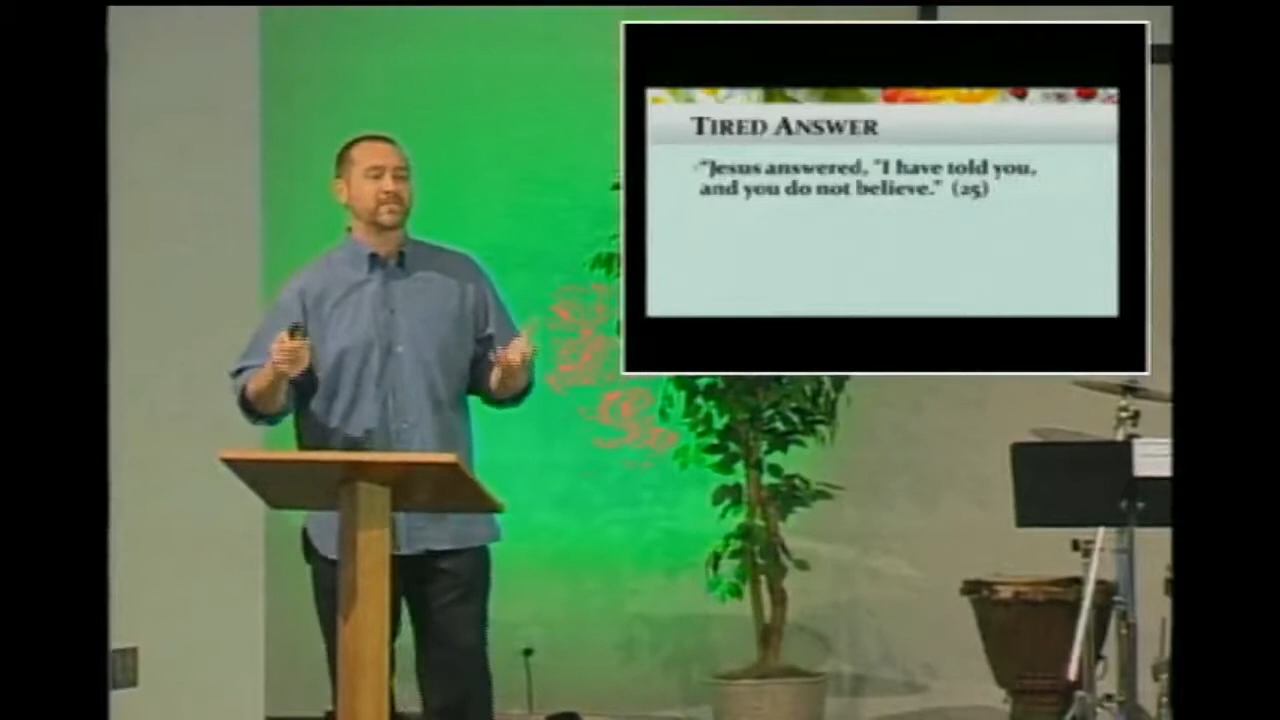 TIRED ANSWER
"Jesus answered, "I have told you,
and you do not believe." (25)